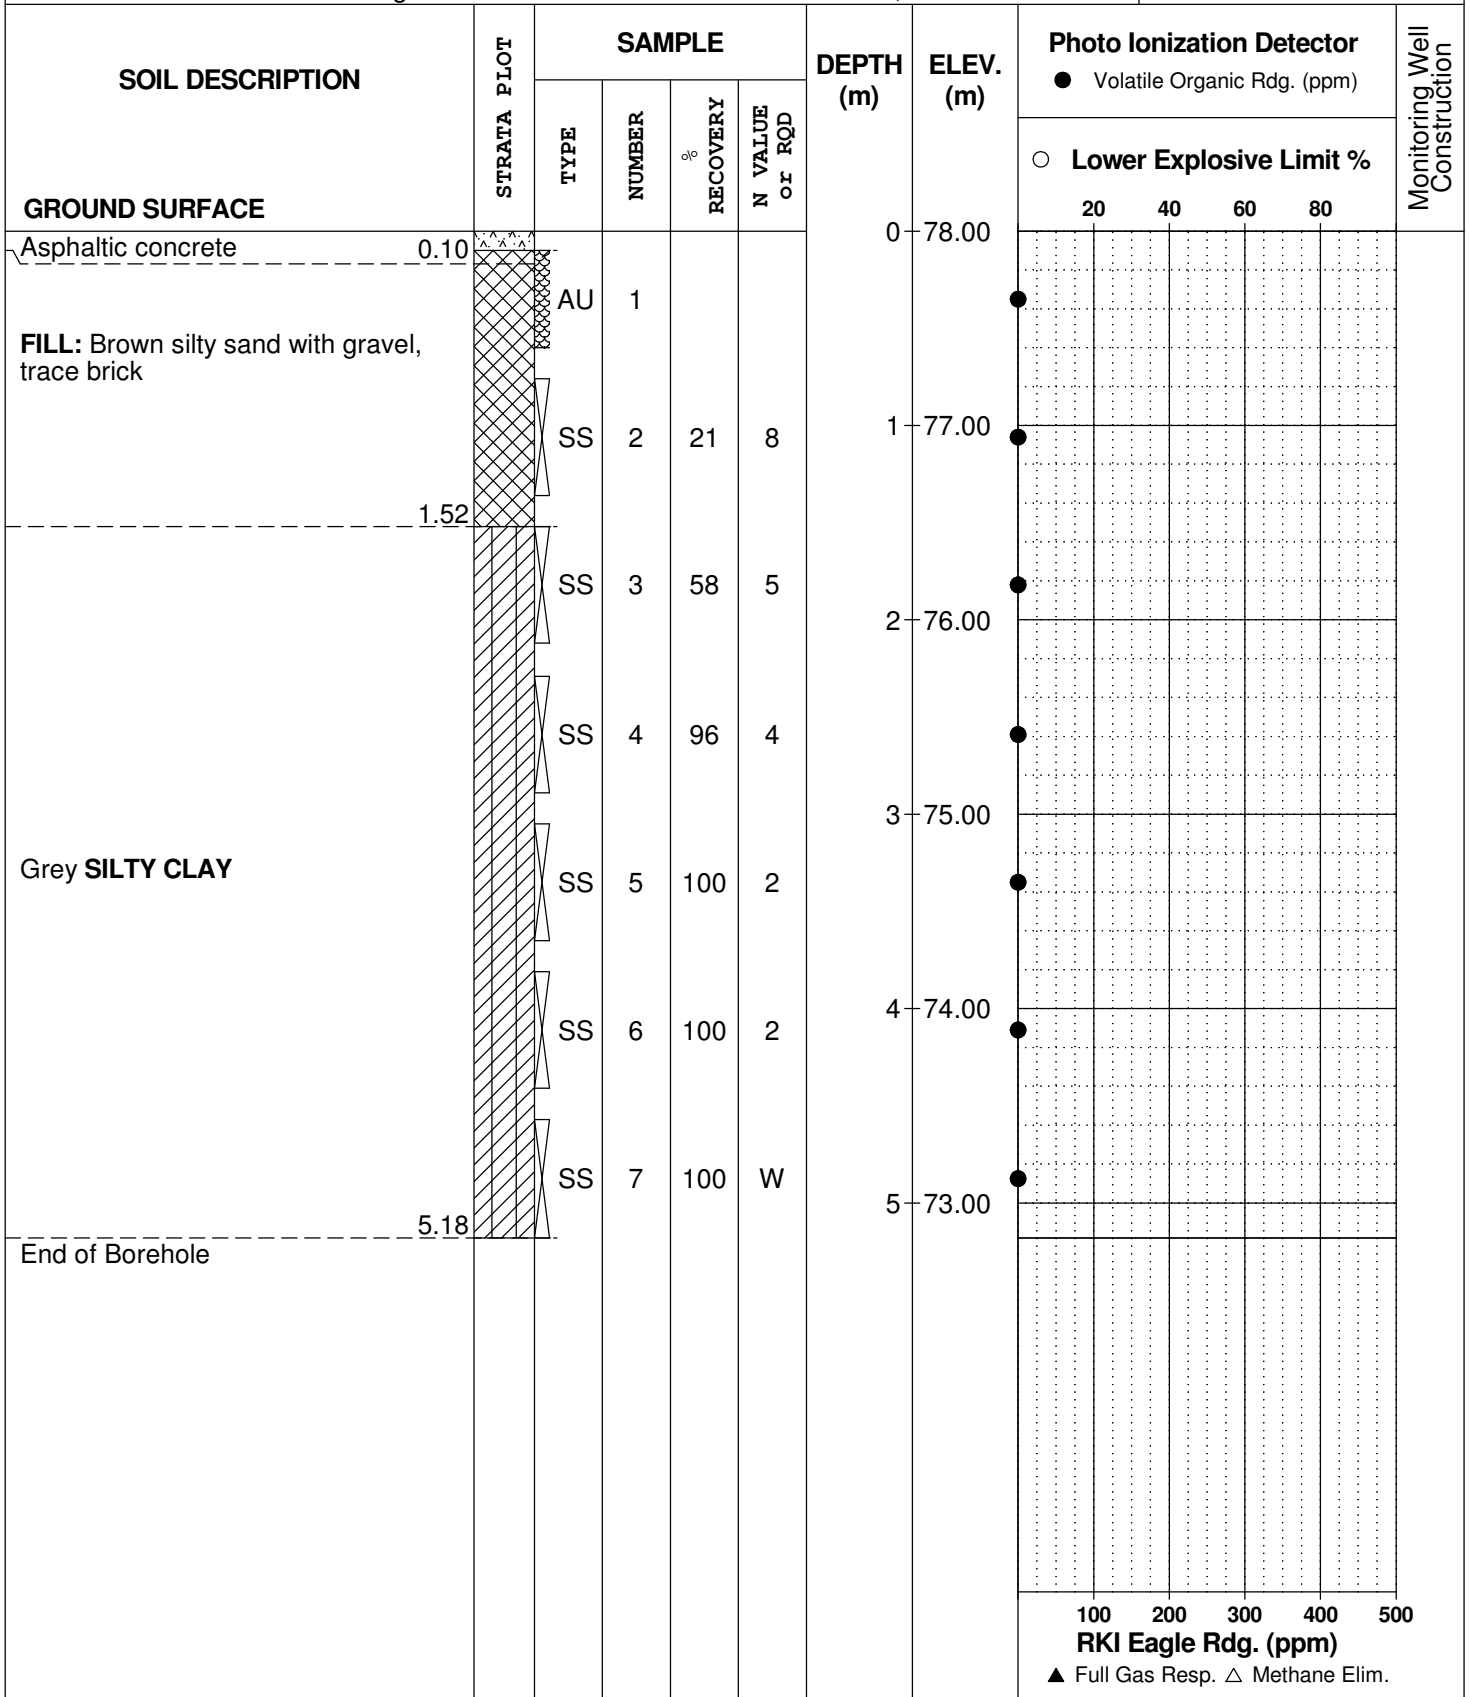 SOIL DESCRIPTION
GROUND SURFACE
STRATA PLOT
SAMPLE
TYPE
NUMBER
%
RECOVERY
N VALUE
or RQD
DEPTH
(m)
ELEV.
(m)
Photo Ionization Detector
● Volatile Organic Rdg. (ppm)
○ Lower Explosive Limit %
20 40 60 80
Monitoring Well
Construction
0 78.00
Asphaltic concrete 0.10
AU 1
FILL: Brown silty sand with gravel,
trace brick
1 77.00
SS 2 21 8
1.52
SS 3 58 5
2 76.00
SS 4 96 4
3 75.00
Grey SILTY CLAY
SS 5 100 2
4 74.00
SS 6 100 2
SS 7 100 W
5 73.00
5.18
End of Borehole
100 200 300 400 500
RKI Eagle Rdg. (ppm)
▲ Full Gas Resp. △ Methane Elim.